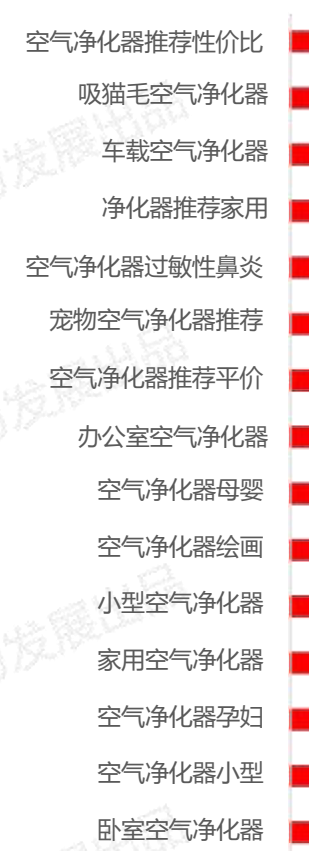 空气净化器推荐性价比
吸猫毛空气净化器
车载空气净化器
净化器推荐家用
空气净化器过敏性鼻炎
宠物空气净化器推荐
空气净化器推荐平价
办公室空气净化器
空气净化器母婴
空气净化器绘画
小型空气净化器
家用空气净化器
空气净化器孕妇
空气净化器小型
卧室空气净化器